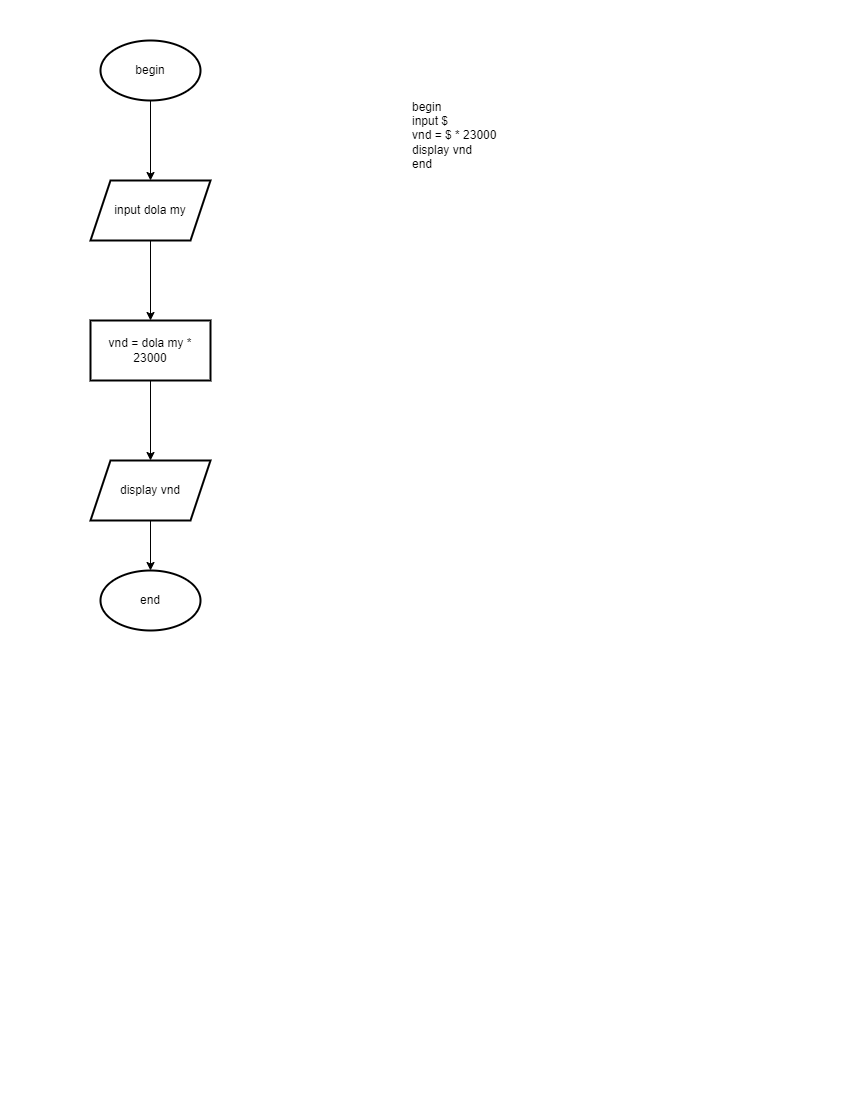 begin
input dola my
vnd = dola my *
23000
display vnd
end
begin
input $
vnd = $ * 23000
display vnd
end